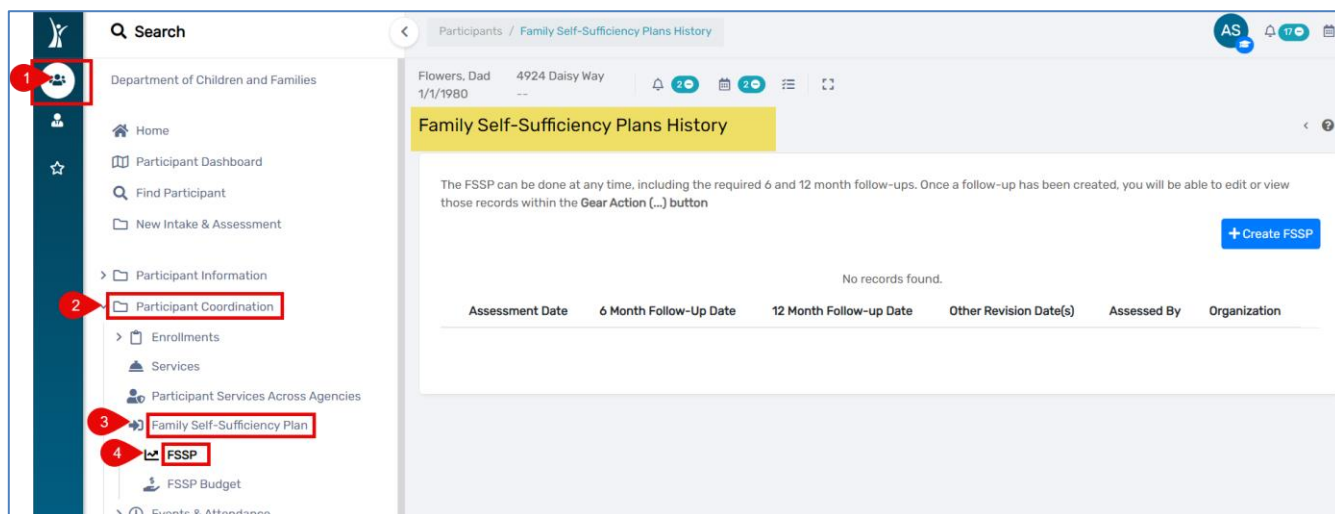 Search
Participants / Family Self-Sufficiency Plans History
AS
17
1
Department of Children and Families
Flowers, Dad 4924 Daisy Way
1/1/1980 --
2
2
Home
Participant Dashboard
Find Participant
New Intake & Assessment
Participant Information
2
Participant Coordination
Enrollments
Services
Participant Services Across Agencies
3
Family Self-Sufficiency Plan
4
FSSP
FSSP Budget
Events & Attendance
Family Self-Sufficiency Plans History
The FSSP can be done at any time, including the required 6 and 12 month follow-ups. Once a follow-up has been created, you will be able to edit or view
those records within the Gear Action (...) button
+ Create FSSP
No records found.
Assessment Date 6 Month Follow-Up Date 12 Month Follow-up Date Other Revision Date(s) Assessed By Organization